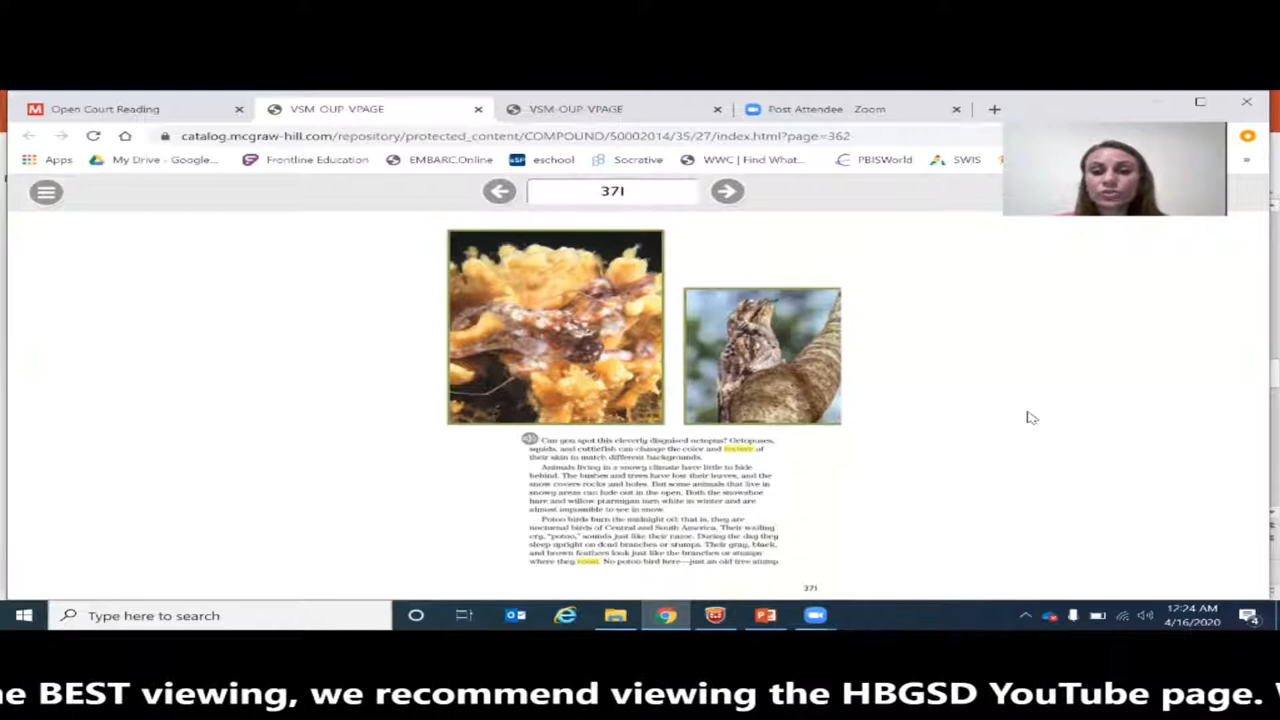 Open Court Reading
VSM OUP VPAGE
VSM-OUP VPAGE
Post Attendee Zoom
catalog.mcgraw-hill.com/repository/protected_content/COMPOUND/50002014/35/27/index.html?page=362
Apps My Drive - Google... Frontline Education EMBARC.Online eSP eschool Socrative WWC | Find What... PBISWorld SWIS »
371
Can you spot this cleverly disguised octopus? Octopuses,
squids, and cuttlefish can change the color and texture of
their skin to match different backgrounds.
Animals living in a snowy climate have little to hide
behind. The bushes and trees have lost their leaves, and the
snow covers rocks and holes. But some animals that live in
snowy areas can hide out in the open. Both the snowshoe
hare and willow ptarmigan turn white in winter and are
almost impossible to see in snow.
Potoo birds burn the midnight oil; that is, they are
nocturnal birds of Central and South America. Their wailing
cry, "potoo," sounds just like their name. During the day they
sleep upright on dead branches or stumps. Their gray, black,
and brown feathers look just like the branches or stumps
where they roost. No potoo bird here—just an old tree stump
371
Type here to search
12:24 AM
4/16/2020
4
he BEST viewing, we recommend viewing the HBGSD YouTube page.